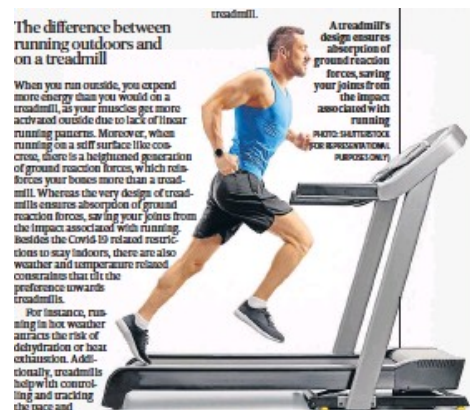 treadmill.
The difference between
running outdoors and
on a treadmill
When you run outside, you expend
more energy than you would on a
treadmill, as your muscles get more
activated outside due to lack of linear
running patterns. Moreover, when
running on a stiff surface like con-
crete, there is a heightened generation
of ground reaction forces, which rein-
forces your bones more than a tread-
mill. Whereas the very design of tread-
mills ensures absorption of ground
reaction forces, saving your joints from
the impact associated with running.
Besides the Covid-19 related restric-
tions to stay indoors, there are also
weather and temperature related
constraints that tilt the
preference towards
treadmills.
For instance, run-
ning in hot weather
attracts the risk of
dehydration or heat
exhaustion. Addi-
tionally, treadmills
help with control-
ling and tracking
the pace and
A treadmill's
design ensures
absorption of
ground reaction
forces, saving
your joints from
the impact
associated with
running
PHOTO: SHUTTERSTOCK
(FOR REPRESENTATIONAL
PURPOSES ONLY)